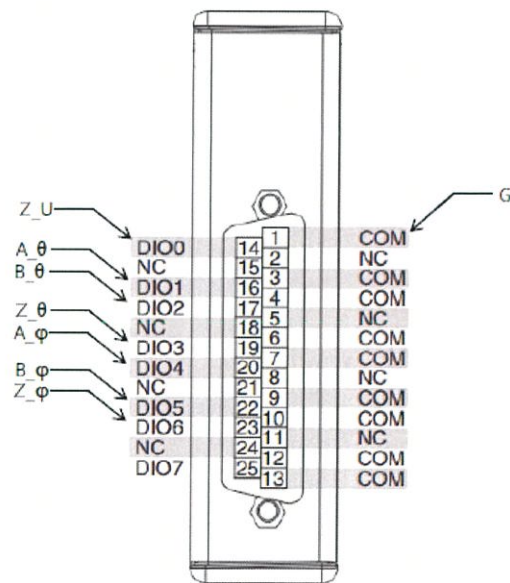 G
Z_U
1 COM
DIO0 14
2 NC
A_θ
NC 15
3 COM
B_θ
DIO1 16
4 COM
DIO2 17
5 NC
Z_θ
NC 18
6 COM
A_φ
DIO3 19
7 COM
DIO4 20
8 NC
B_φ
NC 21
9 COM
Z_φ
DIO5 22
10 COM
DIO6 23
11 NC
NC 24
12 COM
DIO7 25
13 COM